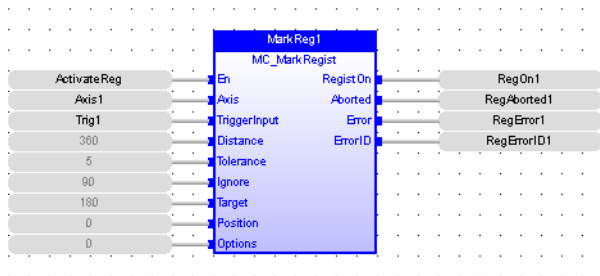 MarkReg1
MC_MarkRegist
ActivateReg En RegistOn RegOn1
Axis1 Axis Aborted RegAborted1
Trig1 TriggerInput Error RegError1
360 Distance ErrorID RegErrorID1
5 Tolerance
90 Ignore
180 Target
0 Position
0 Options